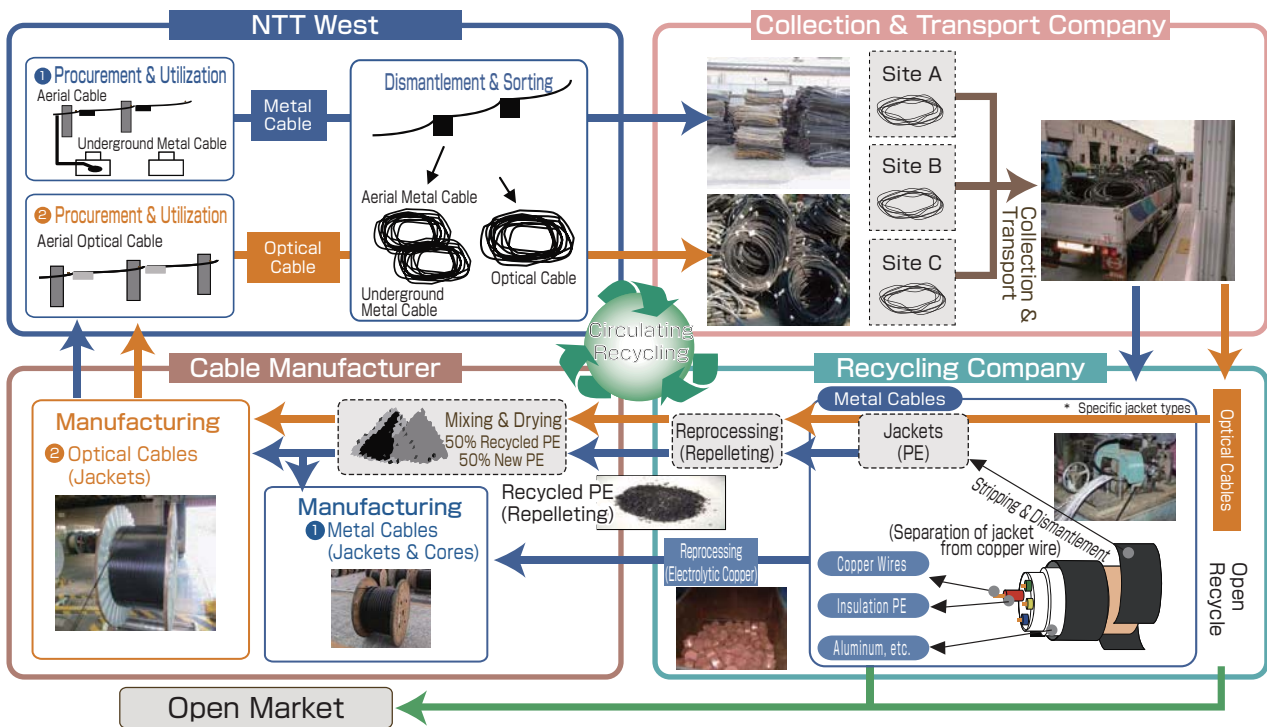 NTT West
❶ Procurement & Utilization
Aerial Cable
Underground Metal Cable
Metal
Cable
❷ Procurement & Utilization
Aerial Optical Cable
Optical
Cable
Dismantlement & Sorting
Aerial Metal Cable
Optical Cable
Underground
Metal Cable
Collection & Transport Company
Site A
Site B
Site C
Collection &
Transport
Circulating
Recycling
Cable Manufacturer
Manufacturing
❷ Optical Cables
(Jackets)
Mixing & Drying
50% Recycled PE
50% New PE
Manufacturing
❶ Metal Cables
(Jackets & Cores)
Recycling Company
Metal Cables
* Specific jacket types
Reprocessing
(Repelleting)
Jackets
(PE)
Optical Cables
Recycled PE
(Repelleting)
Stripping & Dismantlement
(Separation of jacket
from copper wire)
Reprocessing
(Electrolytic Copper)
Copper Wires
Insulation PE
Aluminum, etc.
Open
Recycle
Open Market